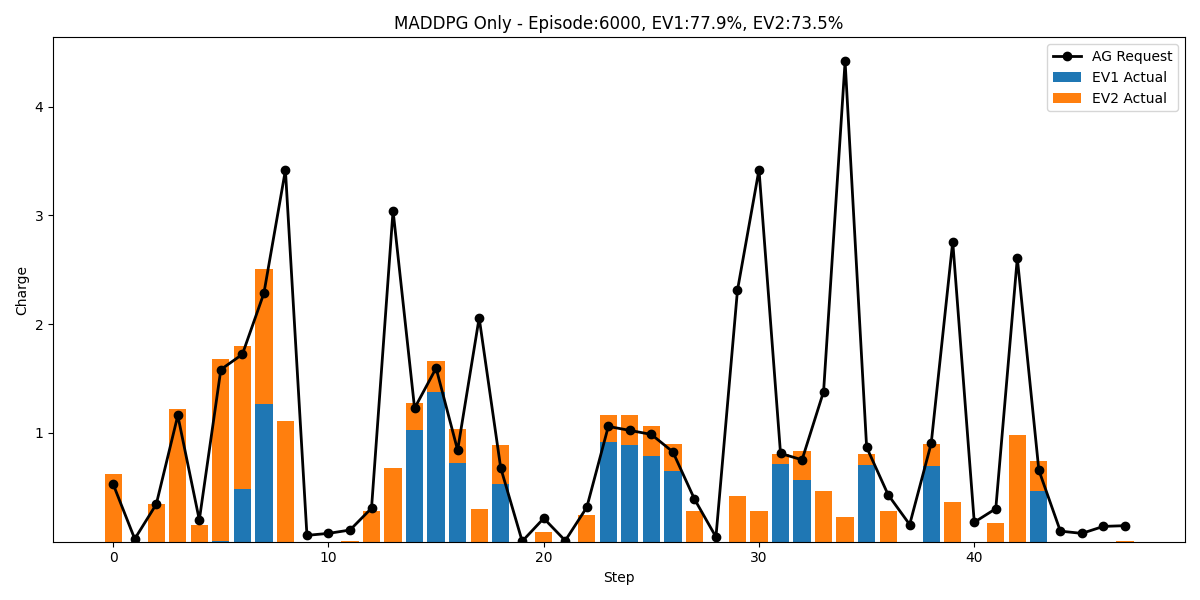 MADDPG Only - Episode:6000, EV1:77.9%, EV2:73.5%
AG Request
EV1 Actual
EV2 Actual
Charge
4
3
2
1
0
10
20
30
40
Step